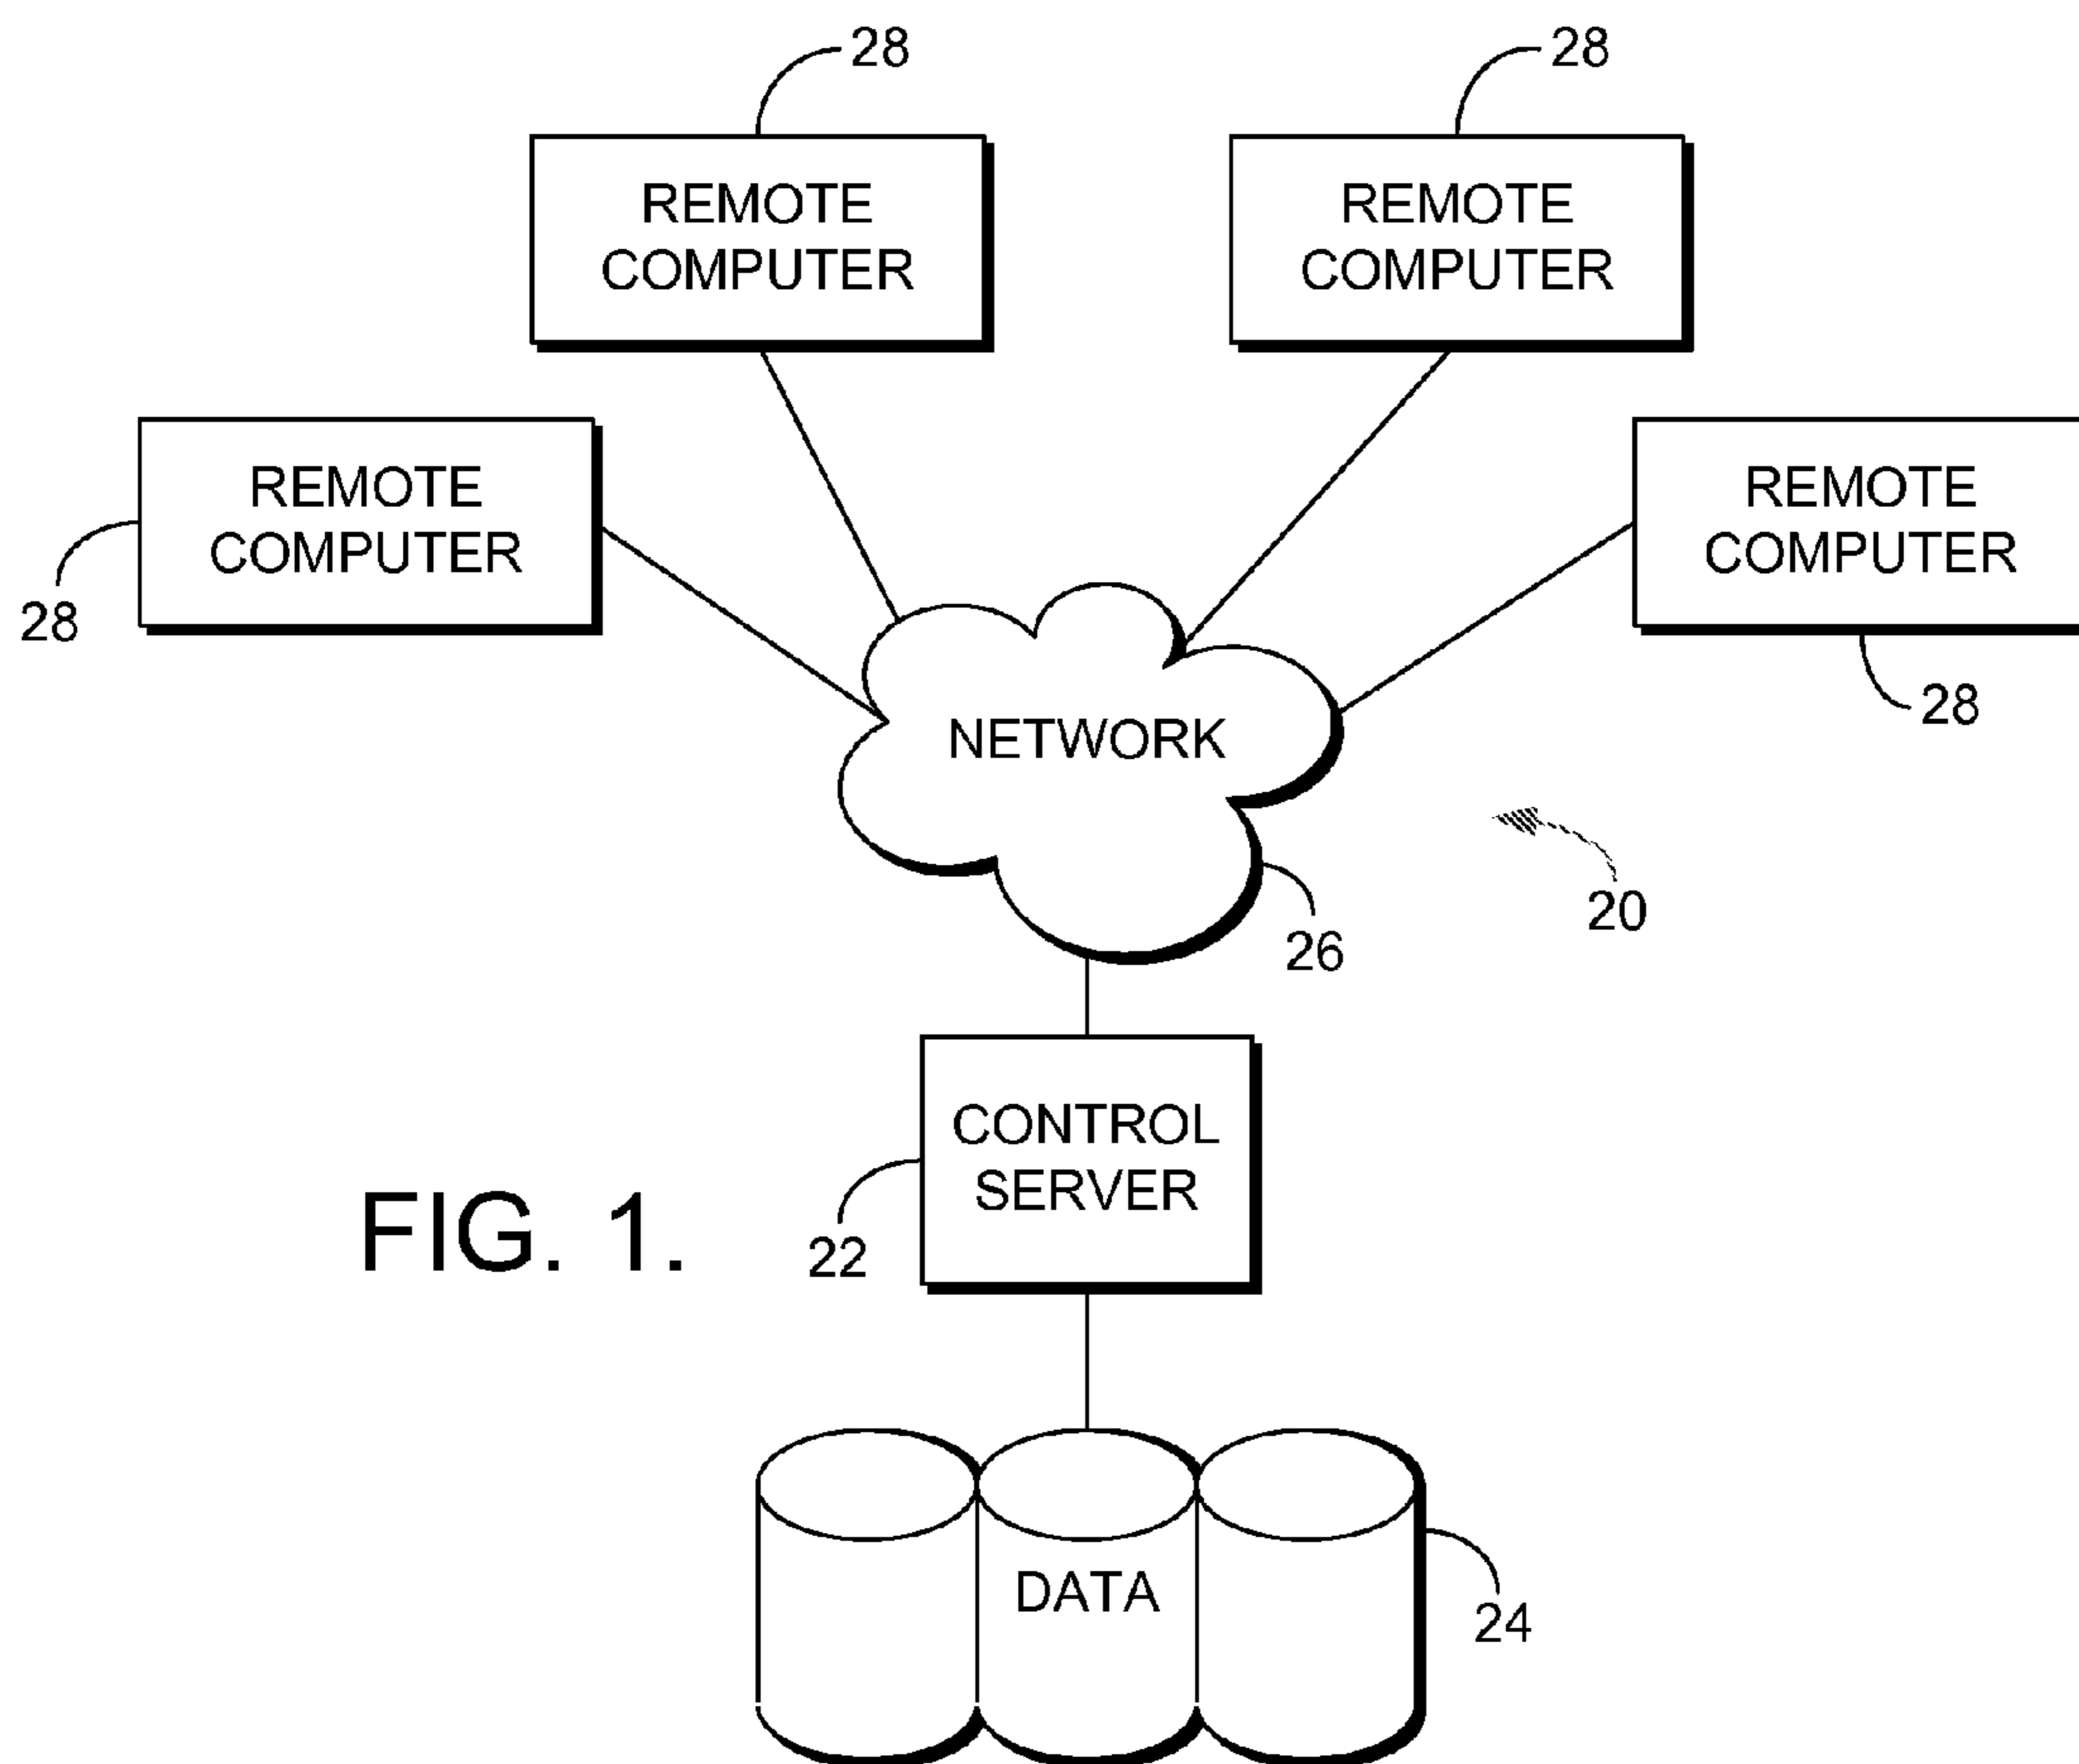 28
28
REMOTE
COMPUTER
REMOTE
COMPUTER
REMOTE
COMPUTER
REMOTE
COMPUTER
28
28
NETWORK
20
26
CONTROL
SERVER
22
FIG. 1.
DATA
24